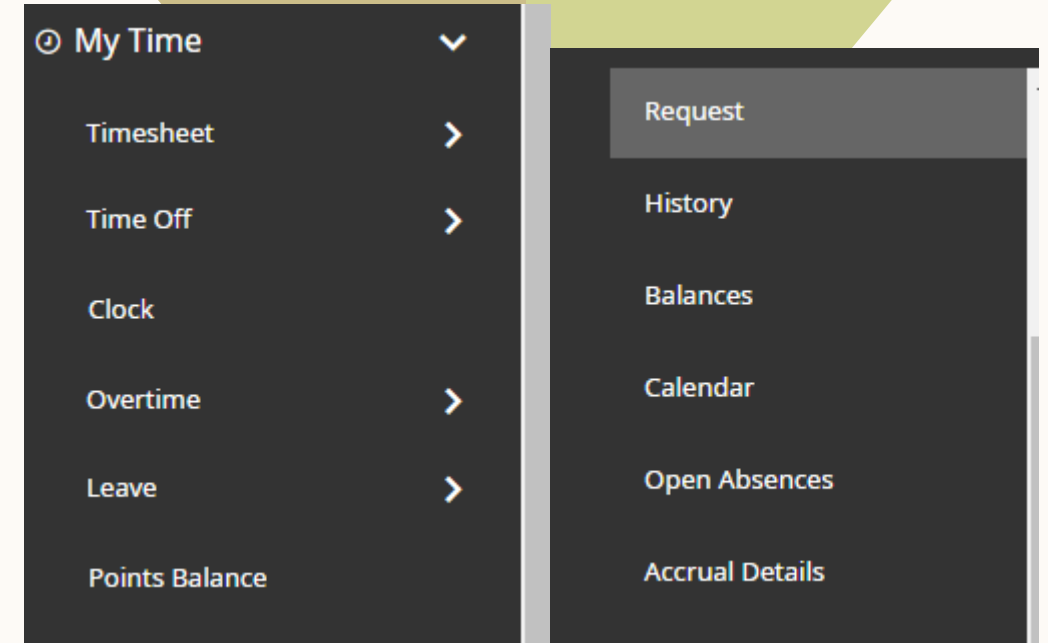 My Time
Timesheet
Time Off
Clock
Overtime
Leave
Points Balance
Request
History
Balances
Calendar
Open Absences
Accrual Details